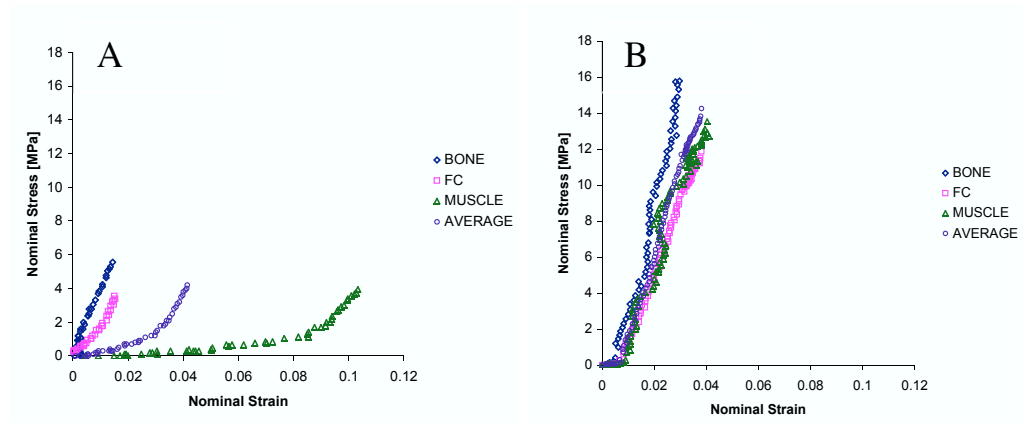 A
18
16
14
12
10
8
6
4
2
0
Nominal Stress [MPa]
0 0.02 0.04 0.06 0.08 0.1 0.12
Nominal Strain
BONE
FC
MUSCLE
AVERAGE
B
18
16
14
12
10
8
6
4
2
0
Nominal Stress [MPa]
0 0.02 0.04 0.06 0.08 0.1 0.12
Nominal Strain
BONE
FC
MUSCLE
AVERAGE